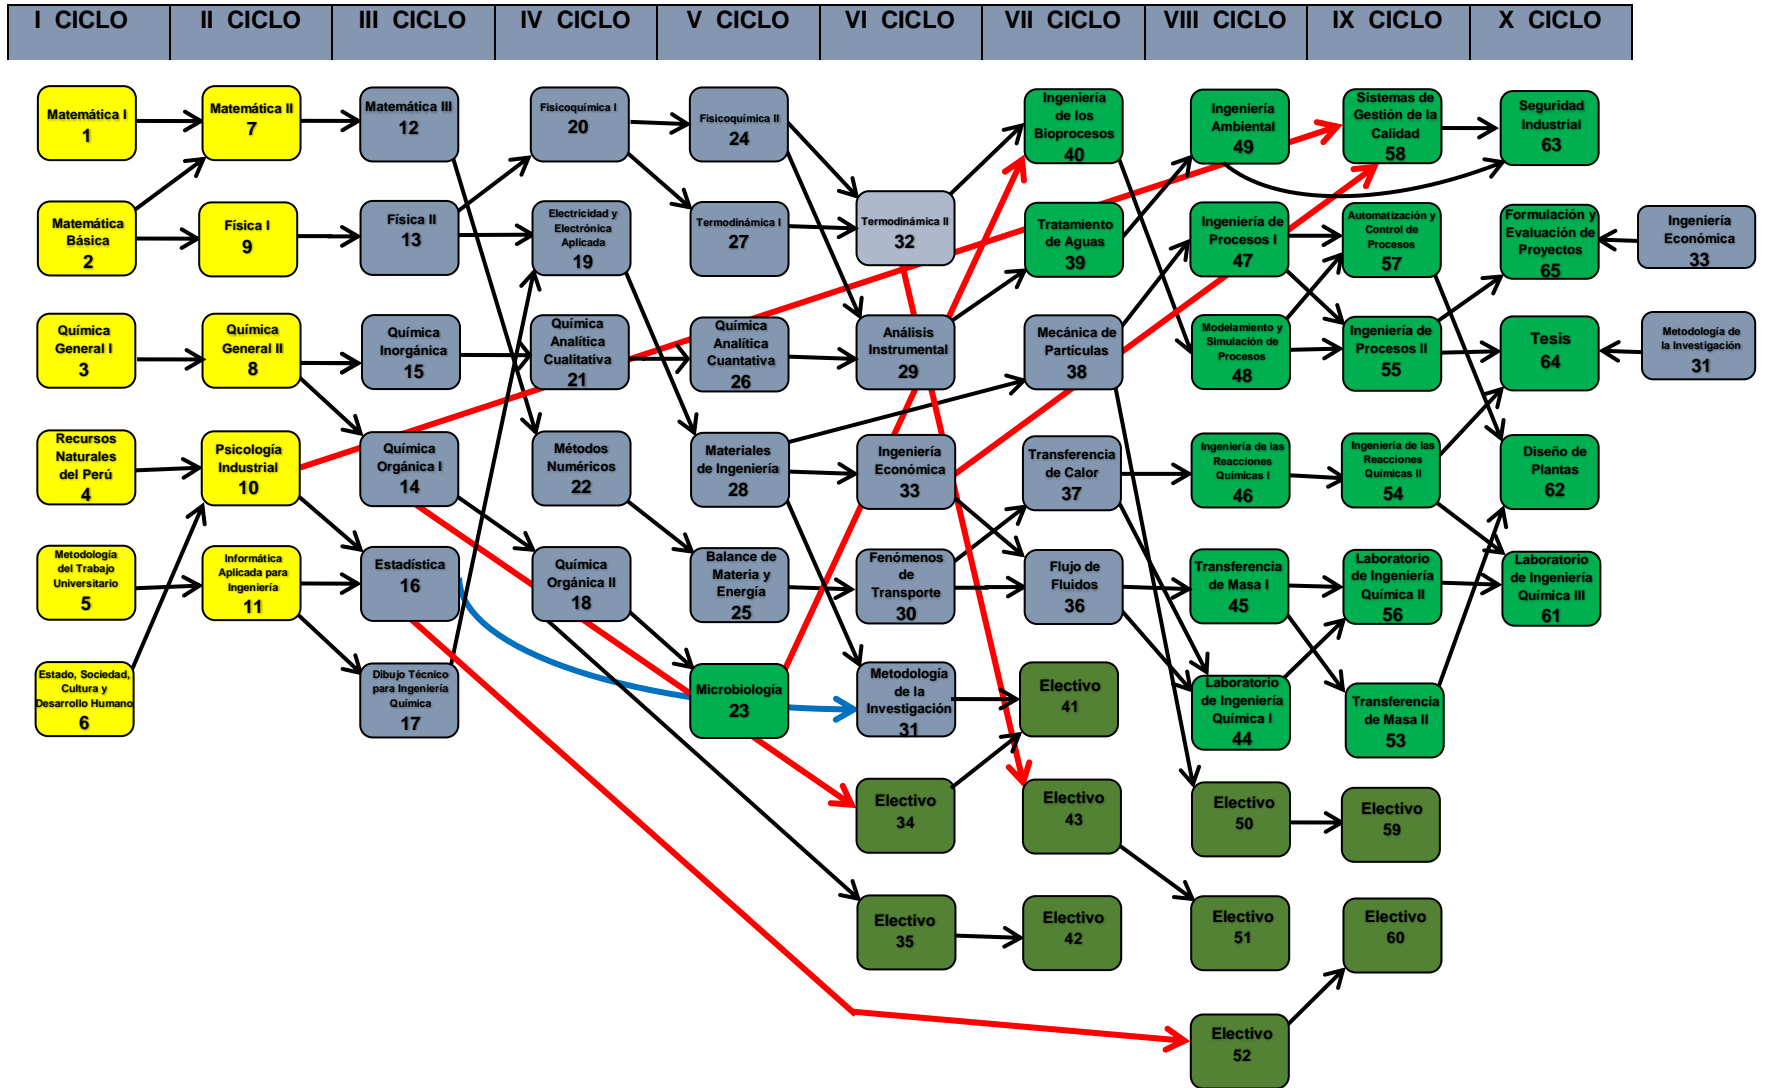 I CICLO
II CICLO
III CICLO
IV CICLO
V CICLO
VI CICLO
VII CICLO
VIII CICLO
IX CICLO
X CICLO
Matemática I
1
Matemática
Básica
2
Química
General I
3
Recursos
Naturales
del Perú
4
Metodología
del Trabajo
Universitario
5
Estado, Sociedad,
Cultura y
Desarrollo Humano
6
Matemática II
7
Física I
9
Química
General II
8
Psicología
Industrial
10
Informática
Aplicada para
Ingeniería
11
Matemática III
12
Física II
13
Química
Inorgánica
15
Química
Orgánica I
14
Estadística
16
Dibujo Técnico
para Ingeniería
Química
17
Fisicoquímica I
20
Electricidad y
Electrónica
Aplicada
19
Química
Analítica
Cualitativa
21
Métodos
Numéricos
22
Química
Orgánica II
18
Fisicoquímica II
24
Termodinámica I
27
Química
Analítica
Cuantativa
26
Materiales
de Ingeniería
28
Balance de
Materia y
Energía
25
Microbiología
23
Termodinámica II
32
Análisis
Instrumental
29
Ingeniería
Económica
33
Fenómenos
de
Transporte
30
Metodología
de la
Investigación
31
Electivo
34
Electivo
35
Ingeniería
de los
Bioprocesos
40
Tratamiento
de Aguas
39
Mecánica de
Partículas
38
Transferencia
de Calor
37
Flujo de
Fluidos
36
Electivo
41
Electivo
43
Electivo
42
Ingeniería
Ambiental
49
Ingeniería de
Procesos I
47
Modelamiento y
Simulación de
Procesos
48
Ingeniería de las
Reacciones
Químicas I
46
Transferencia
de Masa I
45
Laboratorio
de Ingeniería
Química I
44
Electivo
50
Electivo
51
Electivo
52
Sistemas de
Gestión de la
Calidad
58
Automatización y
Control de
Procesos
57
Ingeniería de
Procesos II
55
Ingeniería de las
Reacciones
Químicas II
54
Laboratorio
de Ingeniería
Química II
56
Transferencia
de Masa II
53
Electivo
59
Electivo
60
Seguridad
Industrial
63
Formulación y
Evaluación de
Proyectos
65
Tesis
64
Diseño de
Plantas
62
Laboratorio
de Ingeniería
Química III
61
Ingeniería
Económica
33
Metodología de
la Investigación
31